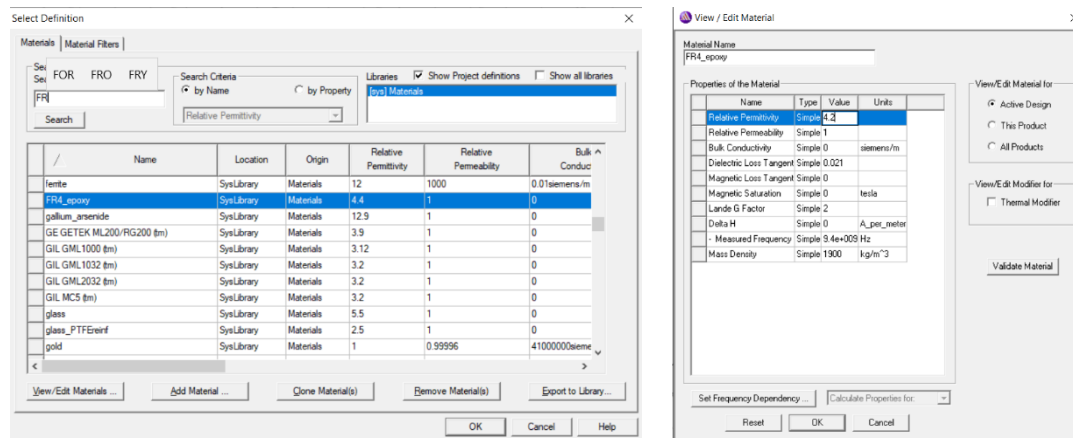 Select Definition
Materials
Material Filters
FOR FRO FRY
FR
Search
Search Criteria
by Name
by Property
Relative Permittivity
Libraries
Show Project definitions
Show all libraries
[sys] Materials
/ Name Location Origin Relative Permittivity Relative Permeability Bulk Conduct
ferrite SysLibrary Materials 12 1000 0.01siemens/m
FR4_epoxy SysLibrary Materials 4.4 1 0
gallium_arsenide SysLibrary Materials 12.9 1 0
GE GETEK ML200/RG200 (tm) SysLibrary Materials 3.9 1 0
GIL GML1000 (tm) SysLibrary Materials 3.12 1 0
GIL GML1032 (tm) SysLibrary Materials 3.2 1 0
GIL GML2032 (tm) SysLibrary Materials 3.2 1 0
GIL MC5 (tm) SysLibrary Materials 3.2 1 0
glass SysLibrary Materials 5.5 1 0
glass_PTFEreinf SysLibrary Materials 2.5 1 0
gold SysLibrary Materials 1 0.99996 41000000sieme
View/Edit Materials ...
Add Material ...
Clone Material(s)
Remove Material(s)
Export to Library...
OK
Cancel
Help
View / Edit Material
Material Name
FR4_epoxy
Properties of the Material
Name Type Value Units
Relative Permittivity Simple 4.2
Relative Permeability Simple 1
Bulk Conductivity Simple 0 siemens/m
Dielectric Loss Tangent Simple 0.021
Magnetic Loss Tangent Simple 0
Magnetic Saturation Simple 0 tesla
Lande G Factor Simple 2
Delta H Simple 0 A_per_meter
- Measured Frequency Simple 9.4e+009 Hz
Mass Density Simple 1900 kg/m^3
View/Edit Material for
Active Design
This Product
All Products
View/Edit Modifier for
Thermal Modifier
Validate Material
Set Frequency Dependency ...
Calculate Properties for:
Reset
OK
Cancel